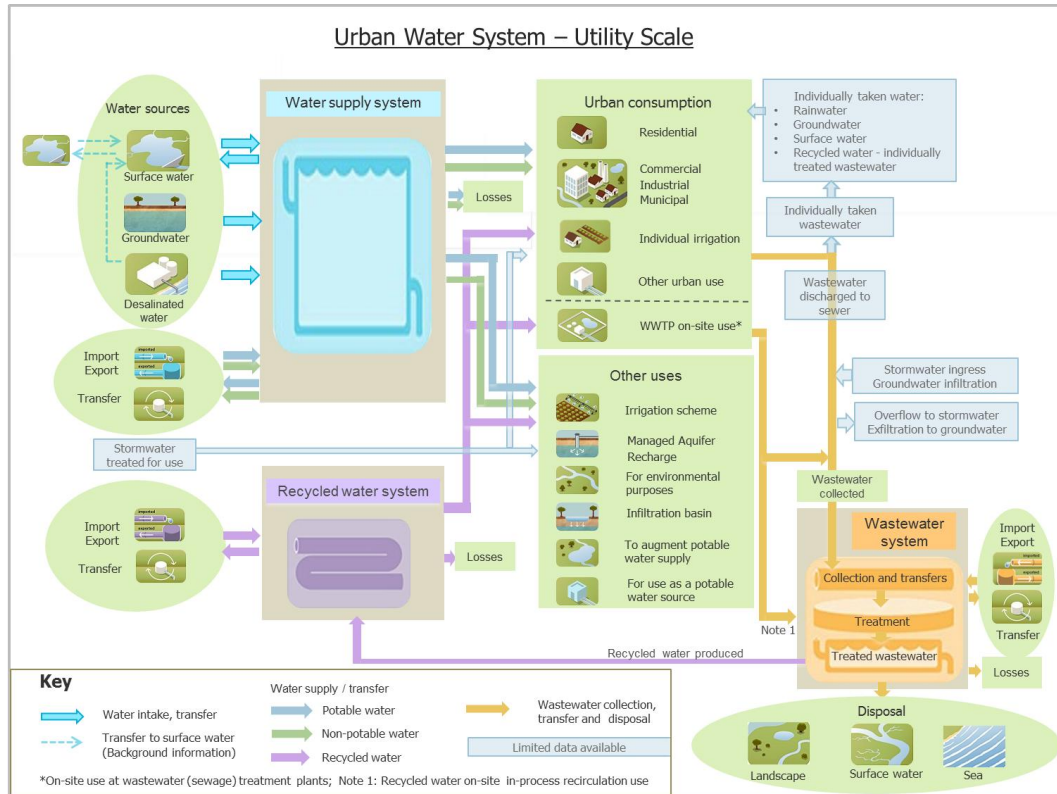 Urban Water System – Utility Scale
Water sources
Surface water
Groundwater
Desalinated
water
Import
Export
Transfer
imported
exported
Stormwater
treated for use
Import
Export
Transfer
imported
exported
Water supply system
Losses
Recycled water system
Losses
Urban consumption
Residential
Commercial
Industrial
Municipal
Individual irrigation
Other urban use
WWTP on-site use*
Other uses
Irrigation scheme
Managed Aquifer
Recharge
For environmental
purposes
Infiltration basin
To augment potable
water supply
For use as a potable
water source
Individually taken water:
• Rainwater
• Groundwater
• Surface water
• Recycled water - individually
treated wastewater
Individually taken
wastewater
Wastewater
discharged to
sewer
Stormwater ingress
Groundwater infiltration
Overflow to stormwater
Exfiltration to groundwater
Wastewater
collected
Wastewater
system
Collection and transfers
Treatment
Treated wastewater
Note 1
Recycled water produced
Import
Export
imported
exported
Transfer
Losses
Disposal
Landscape
Surface water
Sea
Key
Water intake, transfer
Transfer to surface water
(Background information)
Water supply / transfer
Potable water
Non-potable water
Recycled water
Wastewater collection,
transfer and disposal
Limited data available
*On-site use at wastewater (sewage) treatment plants; Note 1: Recycled water on-site in-process recirculation use